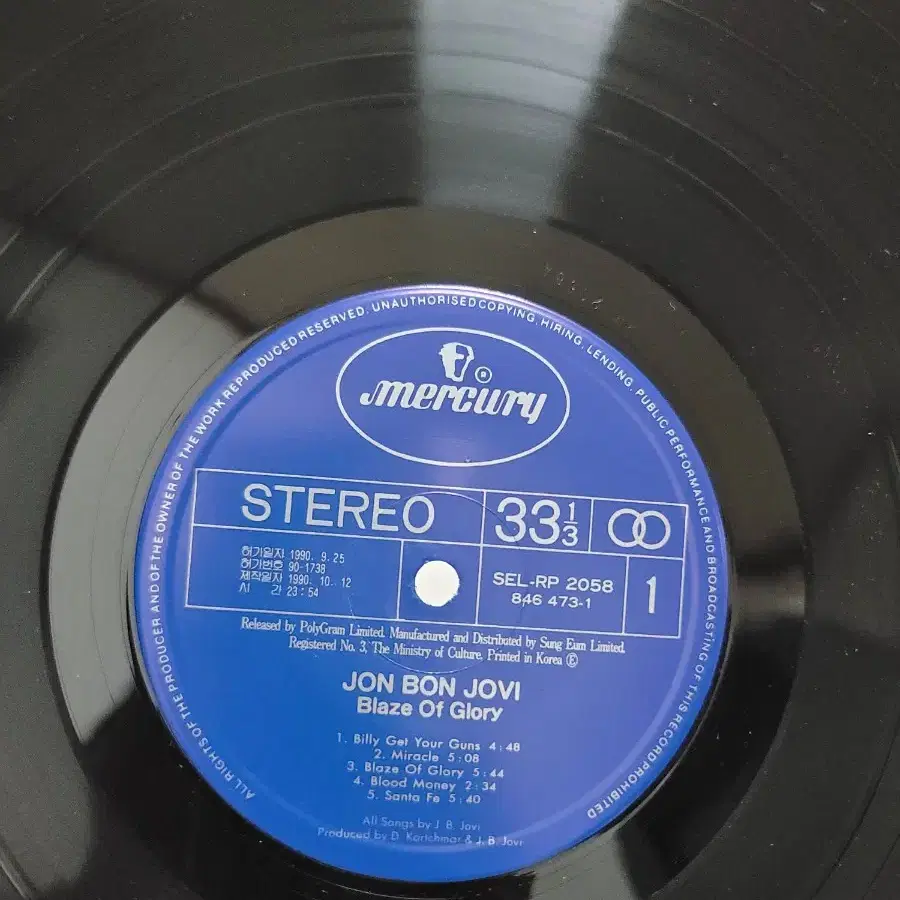 ALL RIGHTS OF THE PRODUCER AND OF THE OWNER OF THE WORK REPRODUCED RESERVED. UNAUTHORISED COPYING, HIRING, LENDING, PUBLIC PERFORMANCE AND BROADCASTING OF THIS RECORD PROHIBITED
®
mercury
STEREO 33 1/3
허가일자 1990. 9. 25
허가번호 90-1738
제작일자 1990. 10. 12
시 간 23:54
SEL-RP 2058
846 473-1
1
Released by PolyGram Limited. Manufactured and Distributed by Sung Eum Limited.
Registered No. 3, The Ministry of Culture. Printed in Korea Ⓔ
JON BON JOVI
Blaze Of Glory
1. Billy Get Your Guns 4:48
2. Miracle 5:08
3. Blaze Of Glory 5:44
4. Blood Money 2:34
5. Santa Fe 5:40
All Songs by J. B. Jovi
Produced by D. Kortchmar & J. B. Jovi